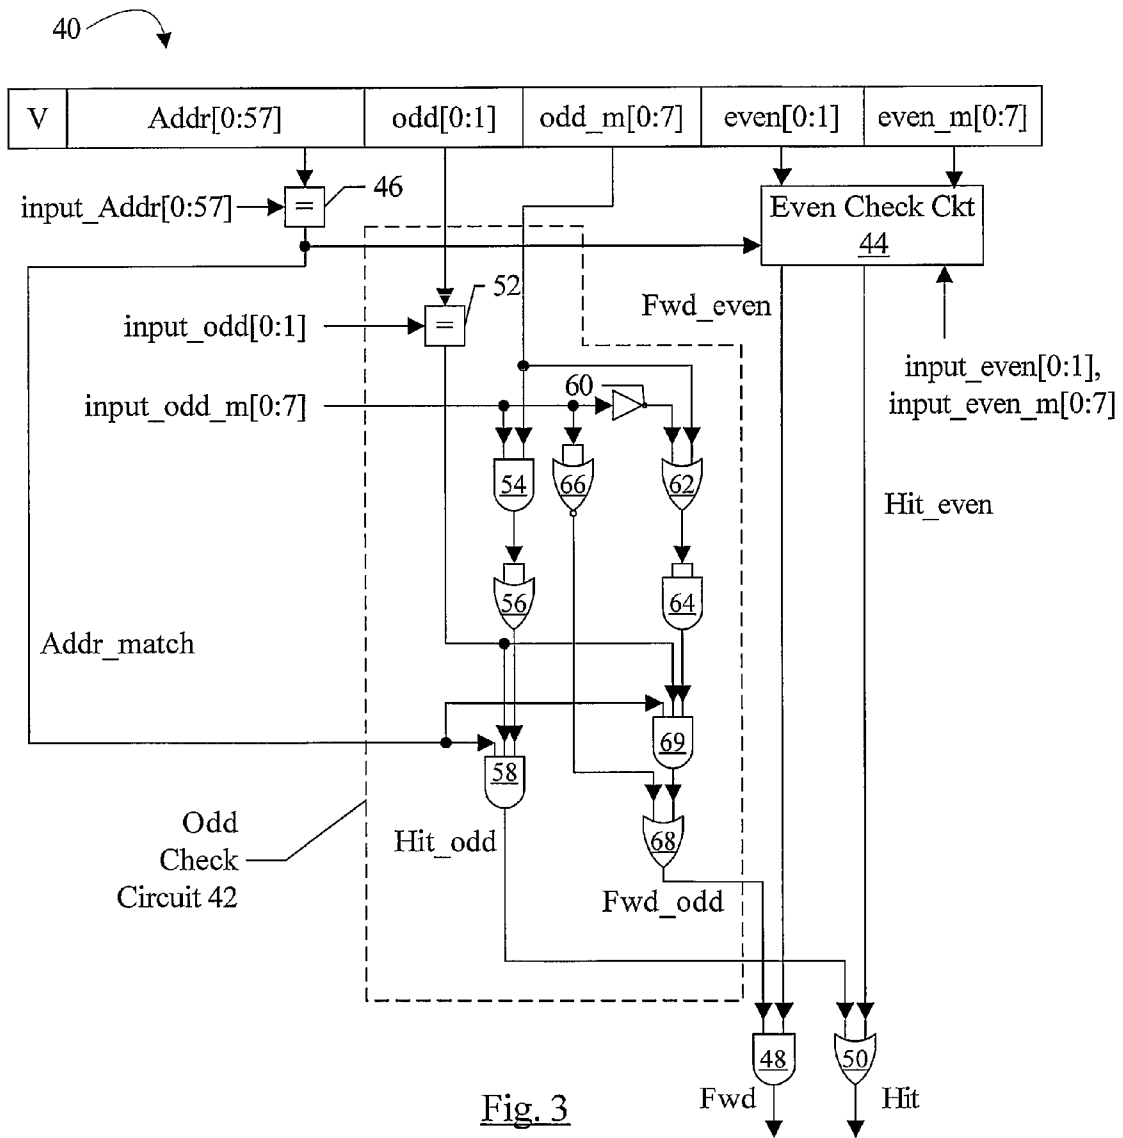 40
V Addr[0:57] odd[0:1] odd_m[0:7] even[0:1] even_m[0:7]
input_Addr[0:57] = 46
Even Check Ckt
44
52
input_odd[0:1] =
Fwd_even
input_even[0:1],
input_even_m[0:7]
input_odd_m[0:7]
60
54 66 62
Hit_even
56 64
Addr_match
69
58
Odd
Check
Circuit 42
Hit_odd
68
Fwd_odd
48 50
Fwd Hit
Fig. 3